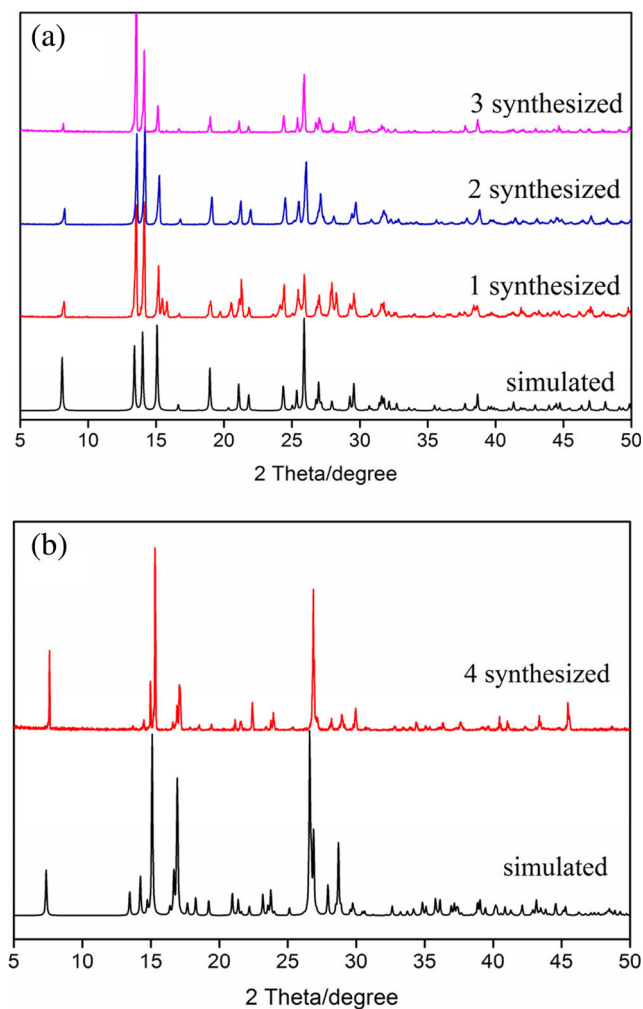 (a)
3 synthesized
2 synthesized
1 synthesized
simulated
5 10 15 20 25 30 35 40 45 50
2 Theta/degree
(b)
4 synthesized
simulated
5 10 15 20 25 30 35 40 45 50
2 Theta/degree